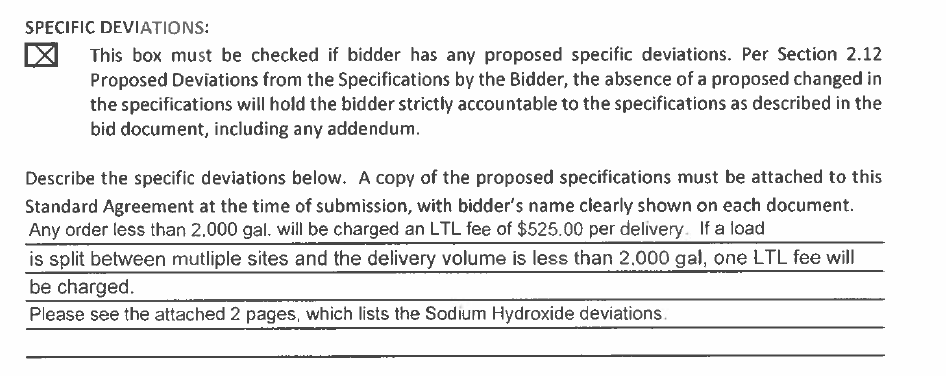 SPECIFIC DEVIATIONS:
This box must be checked if bidder has any proposed specific deviations. Per Section 2.12
Proposed Deviations from the Specifications by the Bidder, the absence of a proposed changed in
the specifications will hold the bidder strictly accountable to the specifications as described in the
bid document, including any addendum.
Describe the specific deviations below. A copy of the proposed specifications must be attached to this
Standard Agreement at the time of submission, with bidder's name clearly shown on each document.
Any order less than 2,000 gal. will be charged an LTL fee of $525.00 per delivery. If a load
is split between mutliple sites and the delivery volume is less than 2,000 gal, one LTL fee will
be charged.
Please see the attached 2 pages, which lists the Sodium Hydroxide deviations.